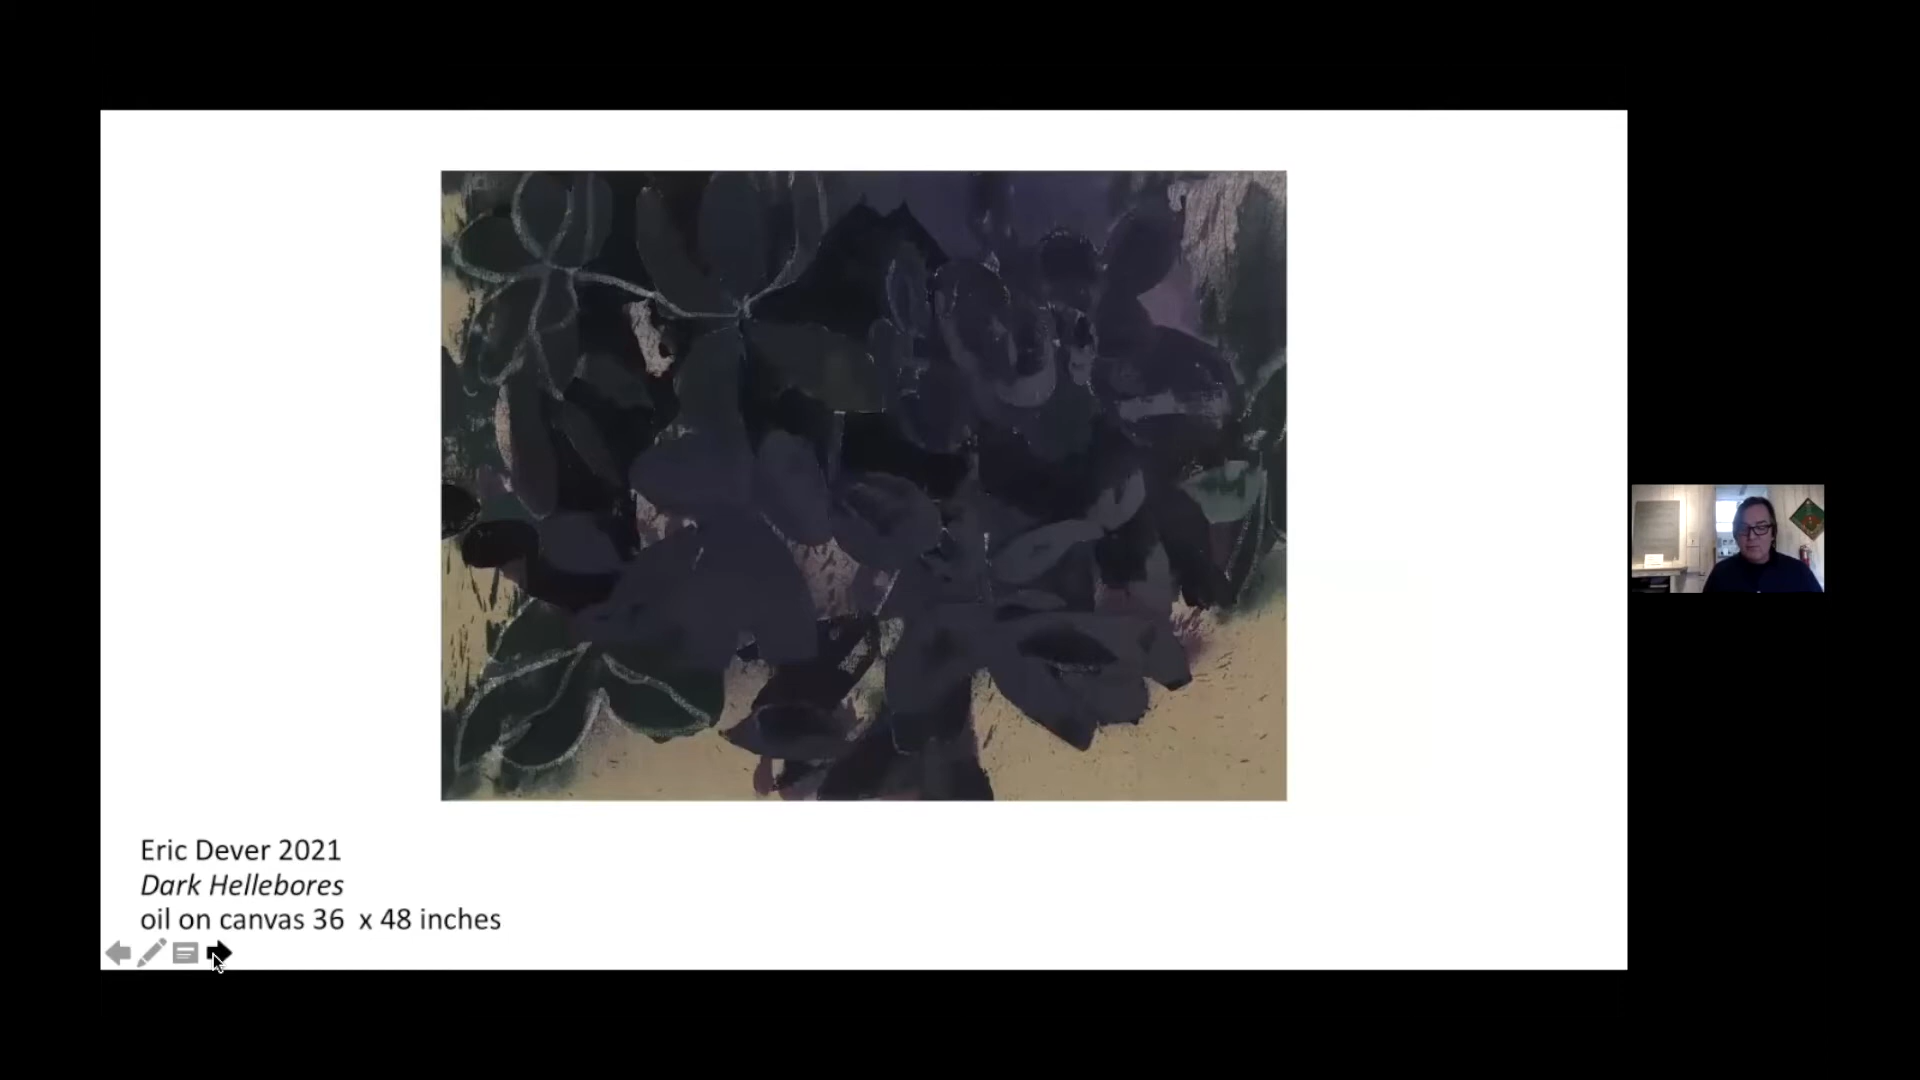 Eric Dever 2021
Dark Hellebores
oil on canvas 36 x 48 inches